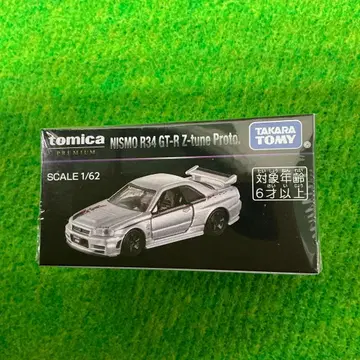 tomica
PREMIUM
NISMO R34 GT-R Z-tune Proto.
TAKARA
TOMY
SCALE 1/62
対象年齢
6才以上